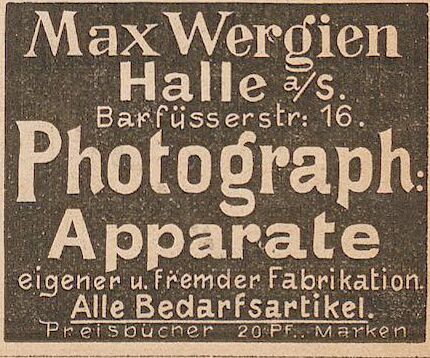 Max Wergien
Halle a/S.
Barfüsserstr: 16.
Photograph:
Apparate
eigener u. fremder Fabrikation.
Alle Bedarfsartikel.
Preisbücher 20 Pf.. Marken